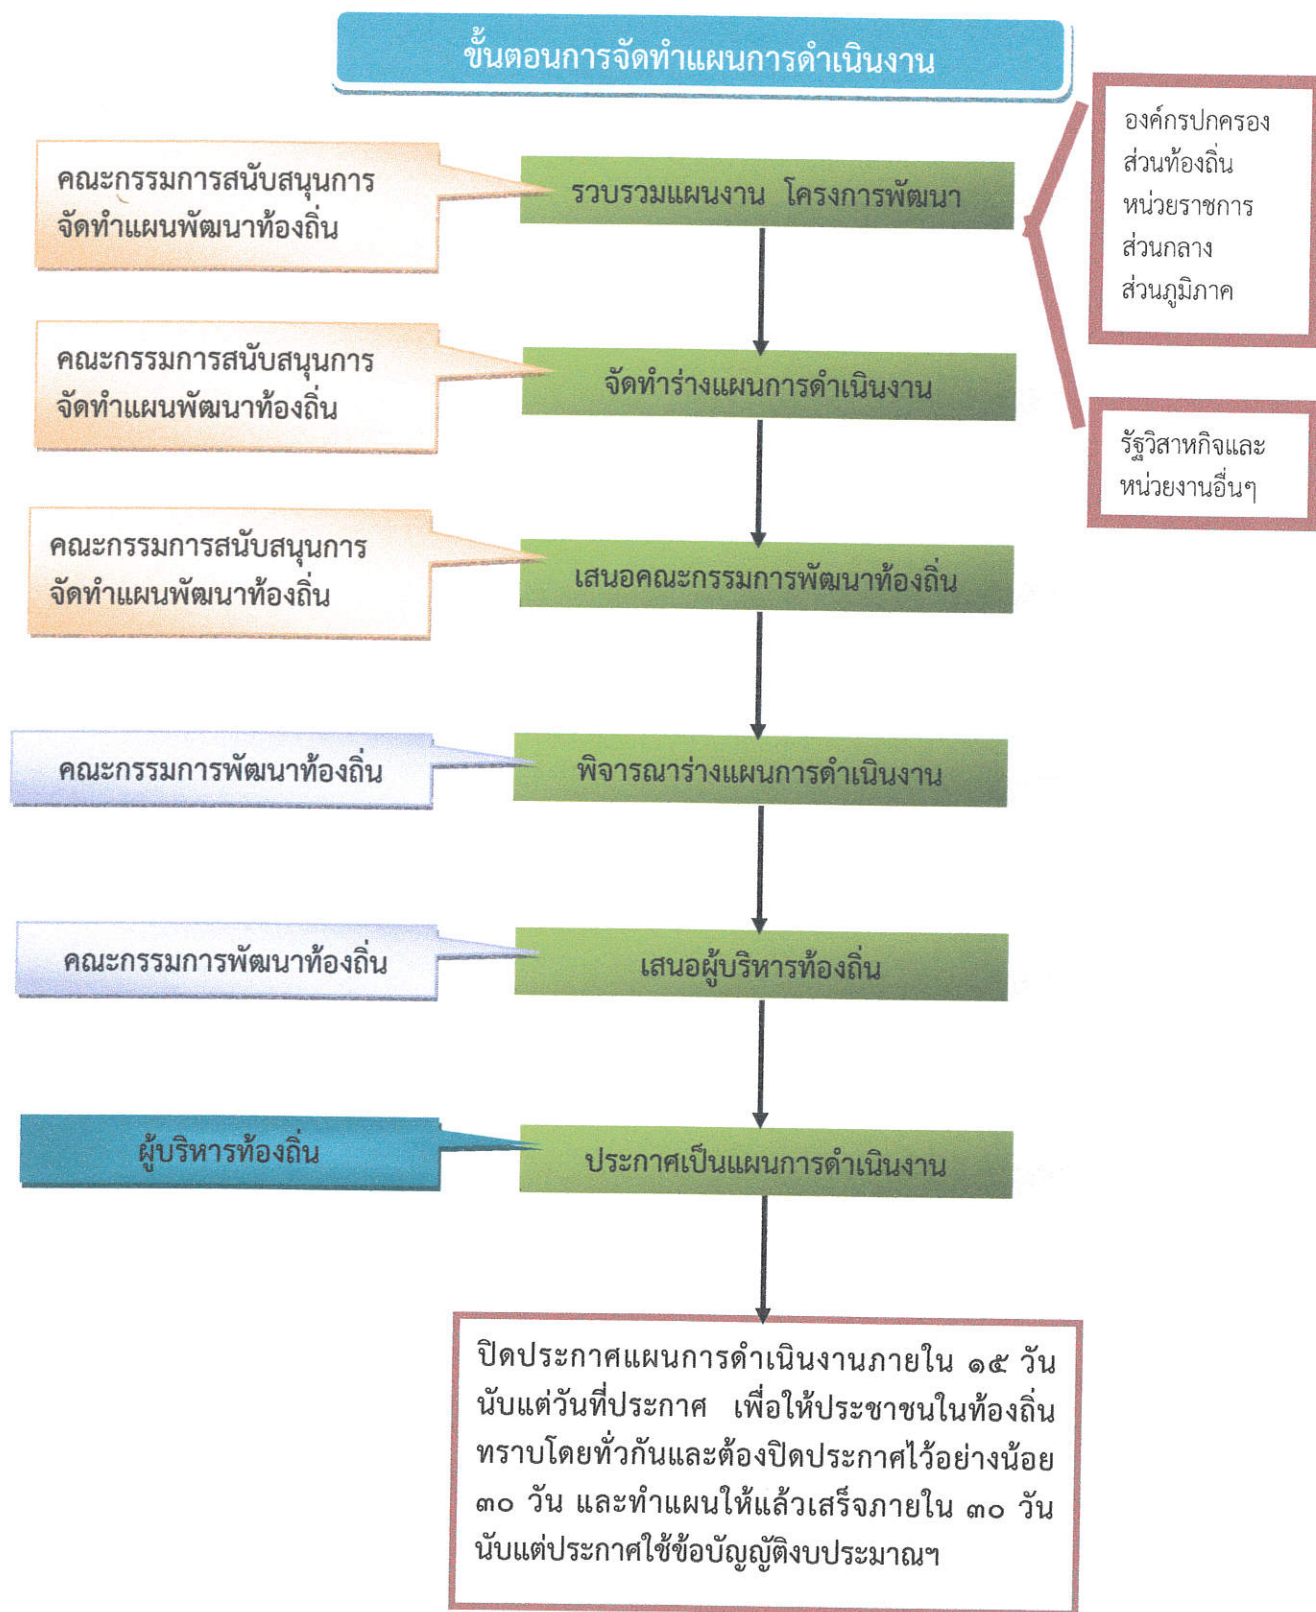 ขั้นตอนการจัดทำแผนการดำเนินงาน
คณะกรรมการสนับสนุนการ
จัดทำแผนพัฒนาท้องถิ่น
รวบรวมแผนงาน โครงการพัฒนา
องค์กรปกครอง
ส่วนท้องถิ่น
หน่วยราชการ
ส่วนกลาง
ส่วนภูมิภาค
คณะกรรมการสนับสนุนการ
จัดทำแผนพัฒนาท้องถิ่น
จัดทำร่างแผนการดำเนินงาน
รัฐวิสาหกิจและ
หน่วยงานอื่นๆ
คณะกรรมการสนับสนุนการ
จัดทำแผนพัฒนาท้องถิ่น
เสนอคณะกรรมการพัฒนาท้องถิ่น
คณะกรรมการพัฒนาท้องถิ่น
พิจารณาร่างแผนการดำเนินงาน
คณะกรรมการพัฒนาท้องถิ่น
เสนอผู้บริหารท้องถิ่น
ผู้บริหารท้องถิ่น
ประกาศเป็นแผนการดำเนินงาน
ปิดประกาศแผนการดำเนินงานภายใน ๑๕ วัน
นับแต่วันที่ประกาศ เพื่อให้ประชาชนในท้องถิ่น
ทราบโดยทั่วกันและต้องปิดประกาศไว้อย่างน้อย
๓๐ วัน และทำแผนให้แล้วเสร็จภายใน ๓๐ วัน
นับแต่ประกาศใช้ข้อบัญญัติงบประมาณฯ